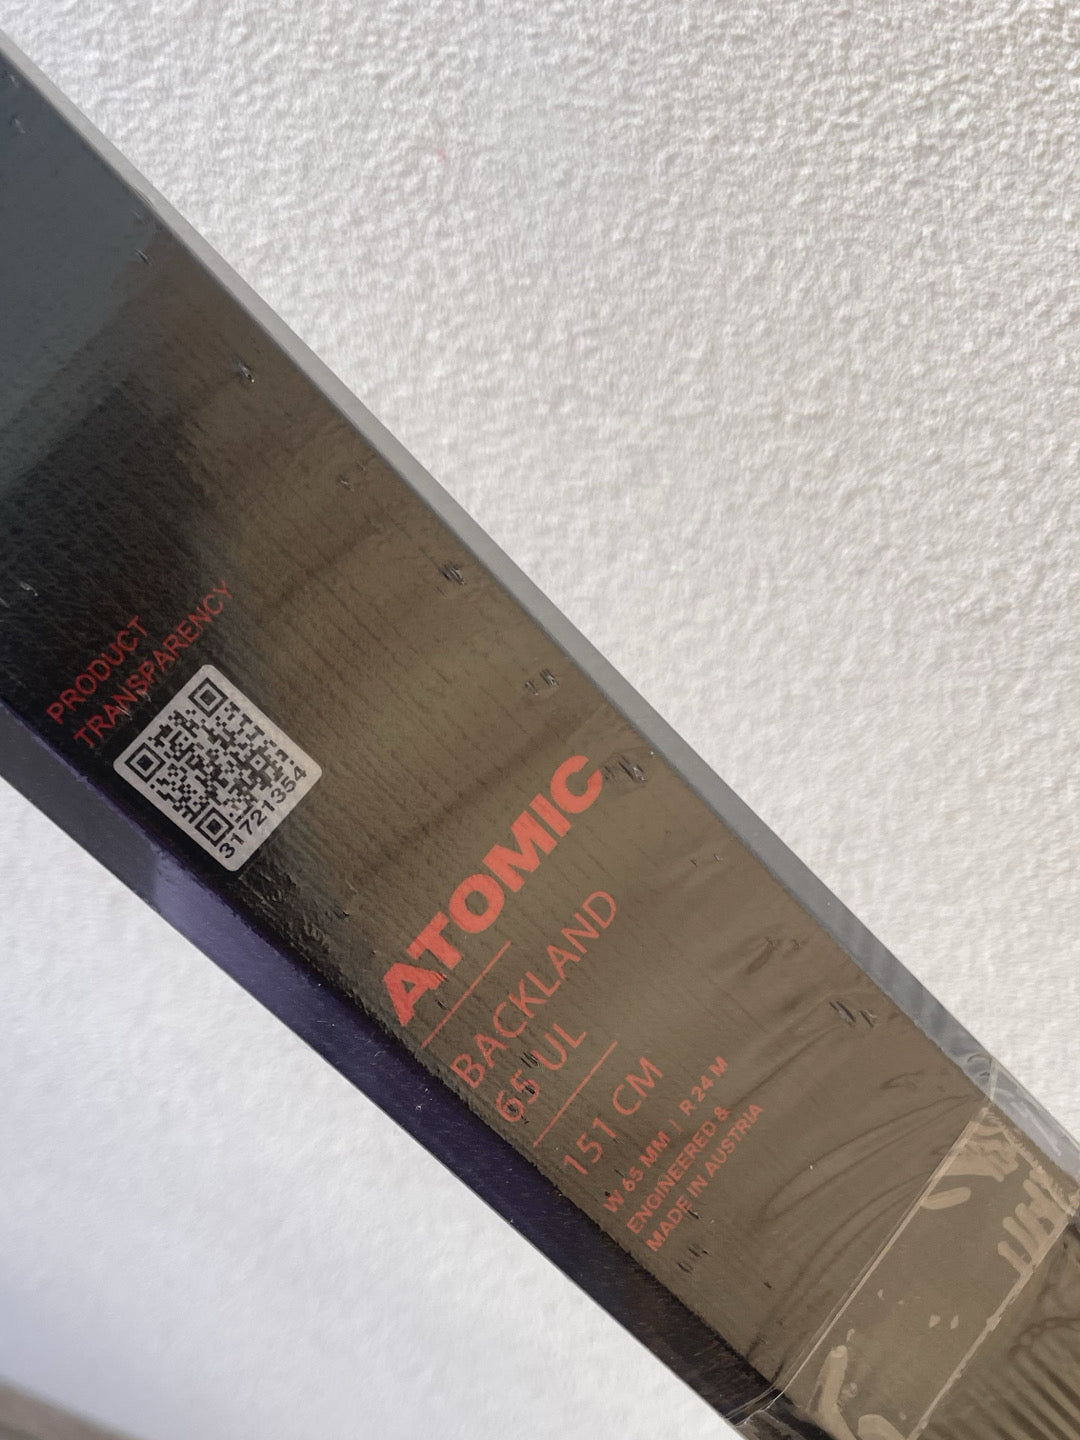 PRODUCT
TRANSPARENCY
31721354
ATOMIC
BACKLAND
65 UL
151 CM
W 65 MM | R 24 M
ENGINEERED &
MADE IN AUSTRIA